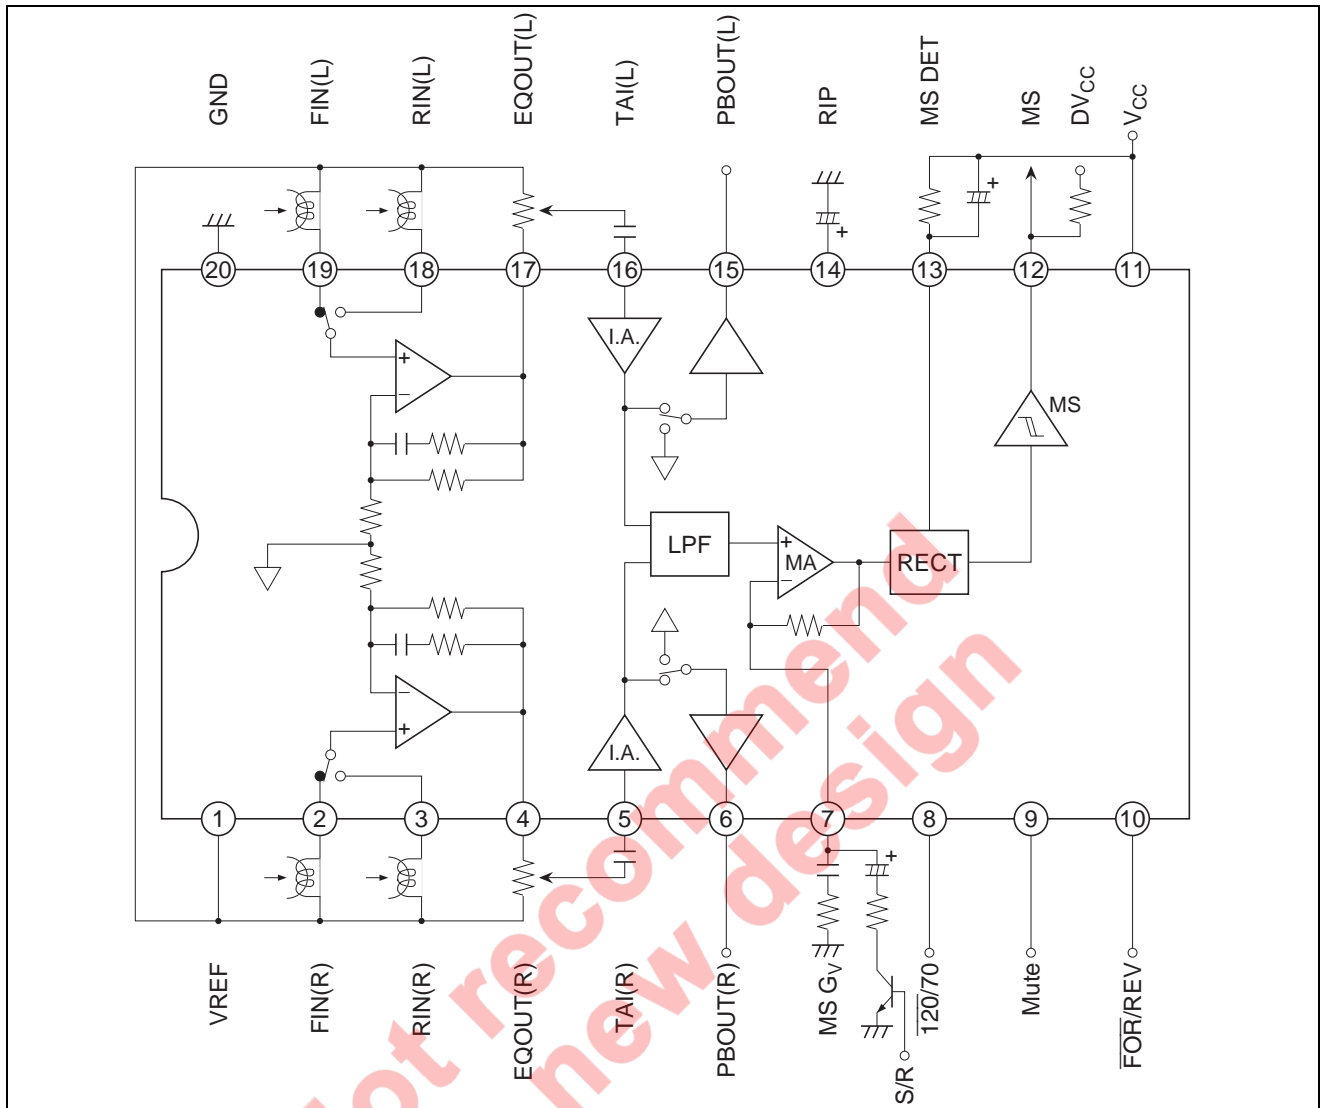 GND
FIN(L)
RIN(L)
EQOUT(L)
TAI(L)
PBOUT(L)
RIP
MS DET
MS
DVCC
VCC
+
+
20
19
18
17
16
15
14
13
12
11
I.A.
+
−
MS
LPF
+
MA
−
RECT
−
+
I.A.
1
2
3
4
5
6
7
8
9
10
+
VREF
FIN(R)
RIN(R)
EQOUT(R)
TAI(R)
PBOUT(R)
MS GV
S/R
120/70
Mute
FOR/REV
ot recommend
new design